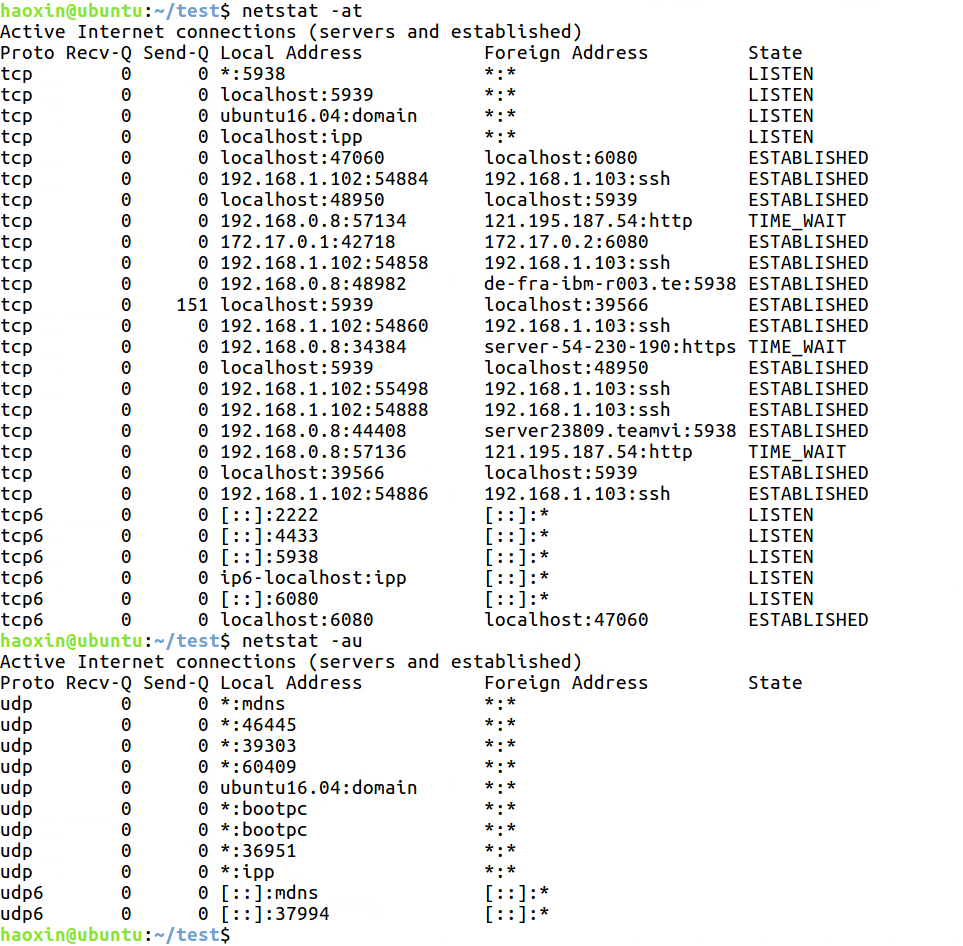 haoxin@ubuntu:~/test$ netstat -at
Active Internet connections (servers and established)
Proto Recv-Q Send-Q Local Address           Foreign Address         State
tcp        0      0 *:5938                  *:*                     LISTEN
tcp        0      0 localhost:5939          *:*                     LISTEN
tcp        0      0 ubuntu16.04:domain      *:*                     LISTEN
tcp        0      0 localhost:ipp           *:*                     LISTEN
tcp        0      0 localhost:47060         localhost:6080          ESTABLISHED
tcp        0      0 192.168.1.102:54884     192.168.1.103:ssh       ESTABLISHED
tcp        0      0 localhost:48950         localhost:5939          ESTABLISHED
tcp        0      0 192.168.0.8:57134       121.195.187.54:http     TIME_WAIT
tcp        0      0 172.17.0.1:42718        172.17.0.2:6080         ESTABLISHED
tcp        0      0 192.168.1.102:54858     192.168.1.103:ssh       ESTABLISHED
tcp        0      0 192.168.0.8:48982       de-fra-ibm-r003.te:5938 ESTABLISHED
tcp        0    151 localhost:5939          localhost:39566         ESTABLISHED
tcp        0      0 192.168.1.102:54860     192.168.1.103:ssh       ESTABLISHED
tcp        0      0 192.168.0.8:34384       server-54-230-190:https TIME_WAIT
tcp        0      0 localhost:5939          localhost:48950         ESTABLISHED
tcp        0      0 192.168.1.102:55498     192.168.1.103:ssh       ESTABLISHED
tcp        0      0 192.168.1.102:54888     192.168.1.103:ssh       ESTABLISHED
tcp        0      0 192.168.0.8:44408       server23809.teamvi:5938 ESTABLISHED
tcp        0      0 192.168.0.8:57136       121.195.187.54:http     TIME_WAIT
tcp        0      0 localhost:39566         localhost:5939          ESTABLISHED
tcp        0      0 192.168.1.102:54886     192.168.1.103:ssh       ESTABLISHED
tcp6       0      0 [::]:2222               [::]:*                  LISTEN
tcp6       0      0 [::]:4433               [::]:*                  LISTEN
tcp6       0      0 [::]:5938               [::]:*                  LISTEN
tcp6       0      0 ip6-localhost:ipp       [::]:*                  LISTEN
tcp6       0      0 [::]:6080               [::]:*                  LISTEN
tcp6       0      0 localhost:6080          localhost:47060         ESTABLISHED
haoxin@ubuntu:~/test$ netstat -au
Active Internet connections (servers and established)
Proto Recv-Q Send-Q Local Address           Foreign Address         State
udp        0      0 *:mdns                  *:*
udp        0      0 *:46445                 *:*
udp        0      0 *:39303                 *:*
udp        0      0 *:60409                 *:*
udp        0      0 ubuntu16.04:domain      *:*
udp        0      0 *:bootpc                *:*
udp        0      0 *:bootpc                *:*
udp        0      0 *:36951                 *:*
udp        0      0 *:ipp                   *:*
udp6       0      0 [::]:mdns               [::]:*
udp6       0      0 [::]:37994              [::]:*
haoxin@ubuntu:~/test$